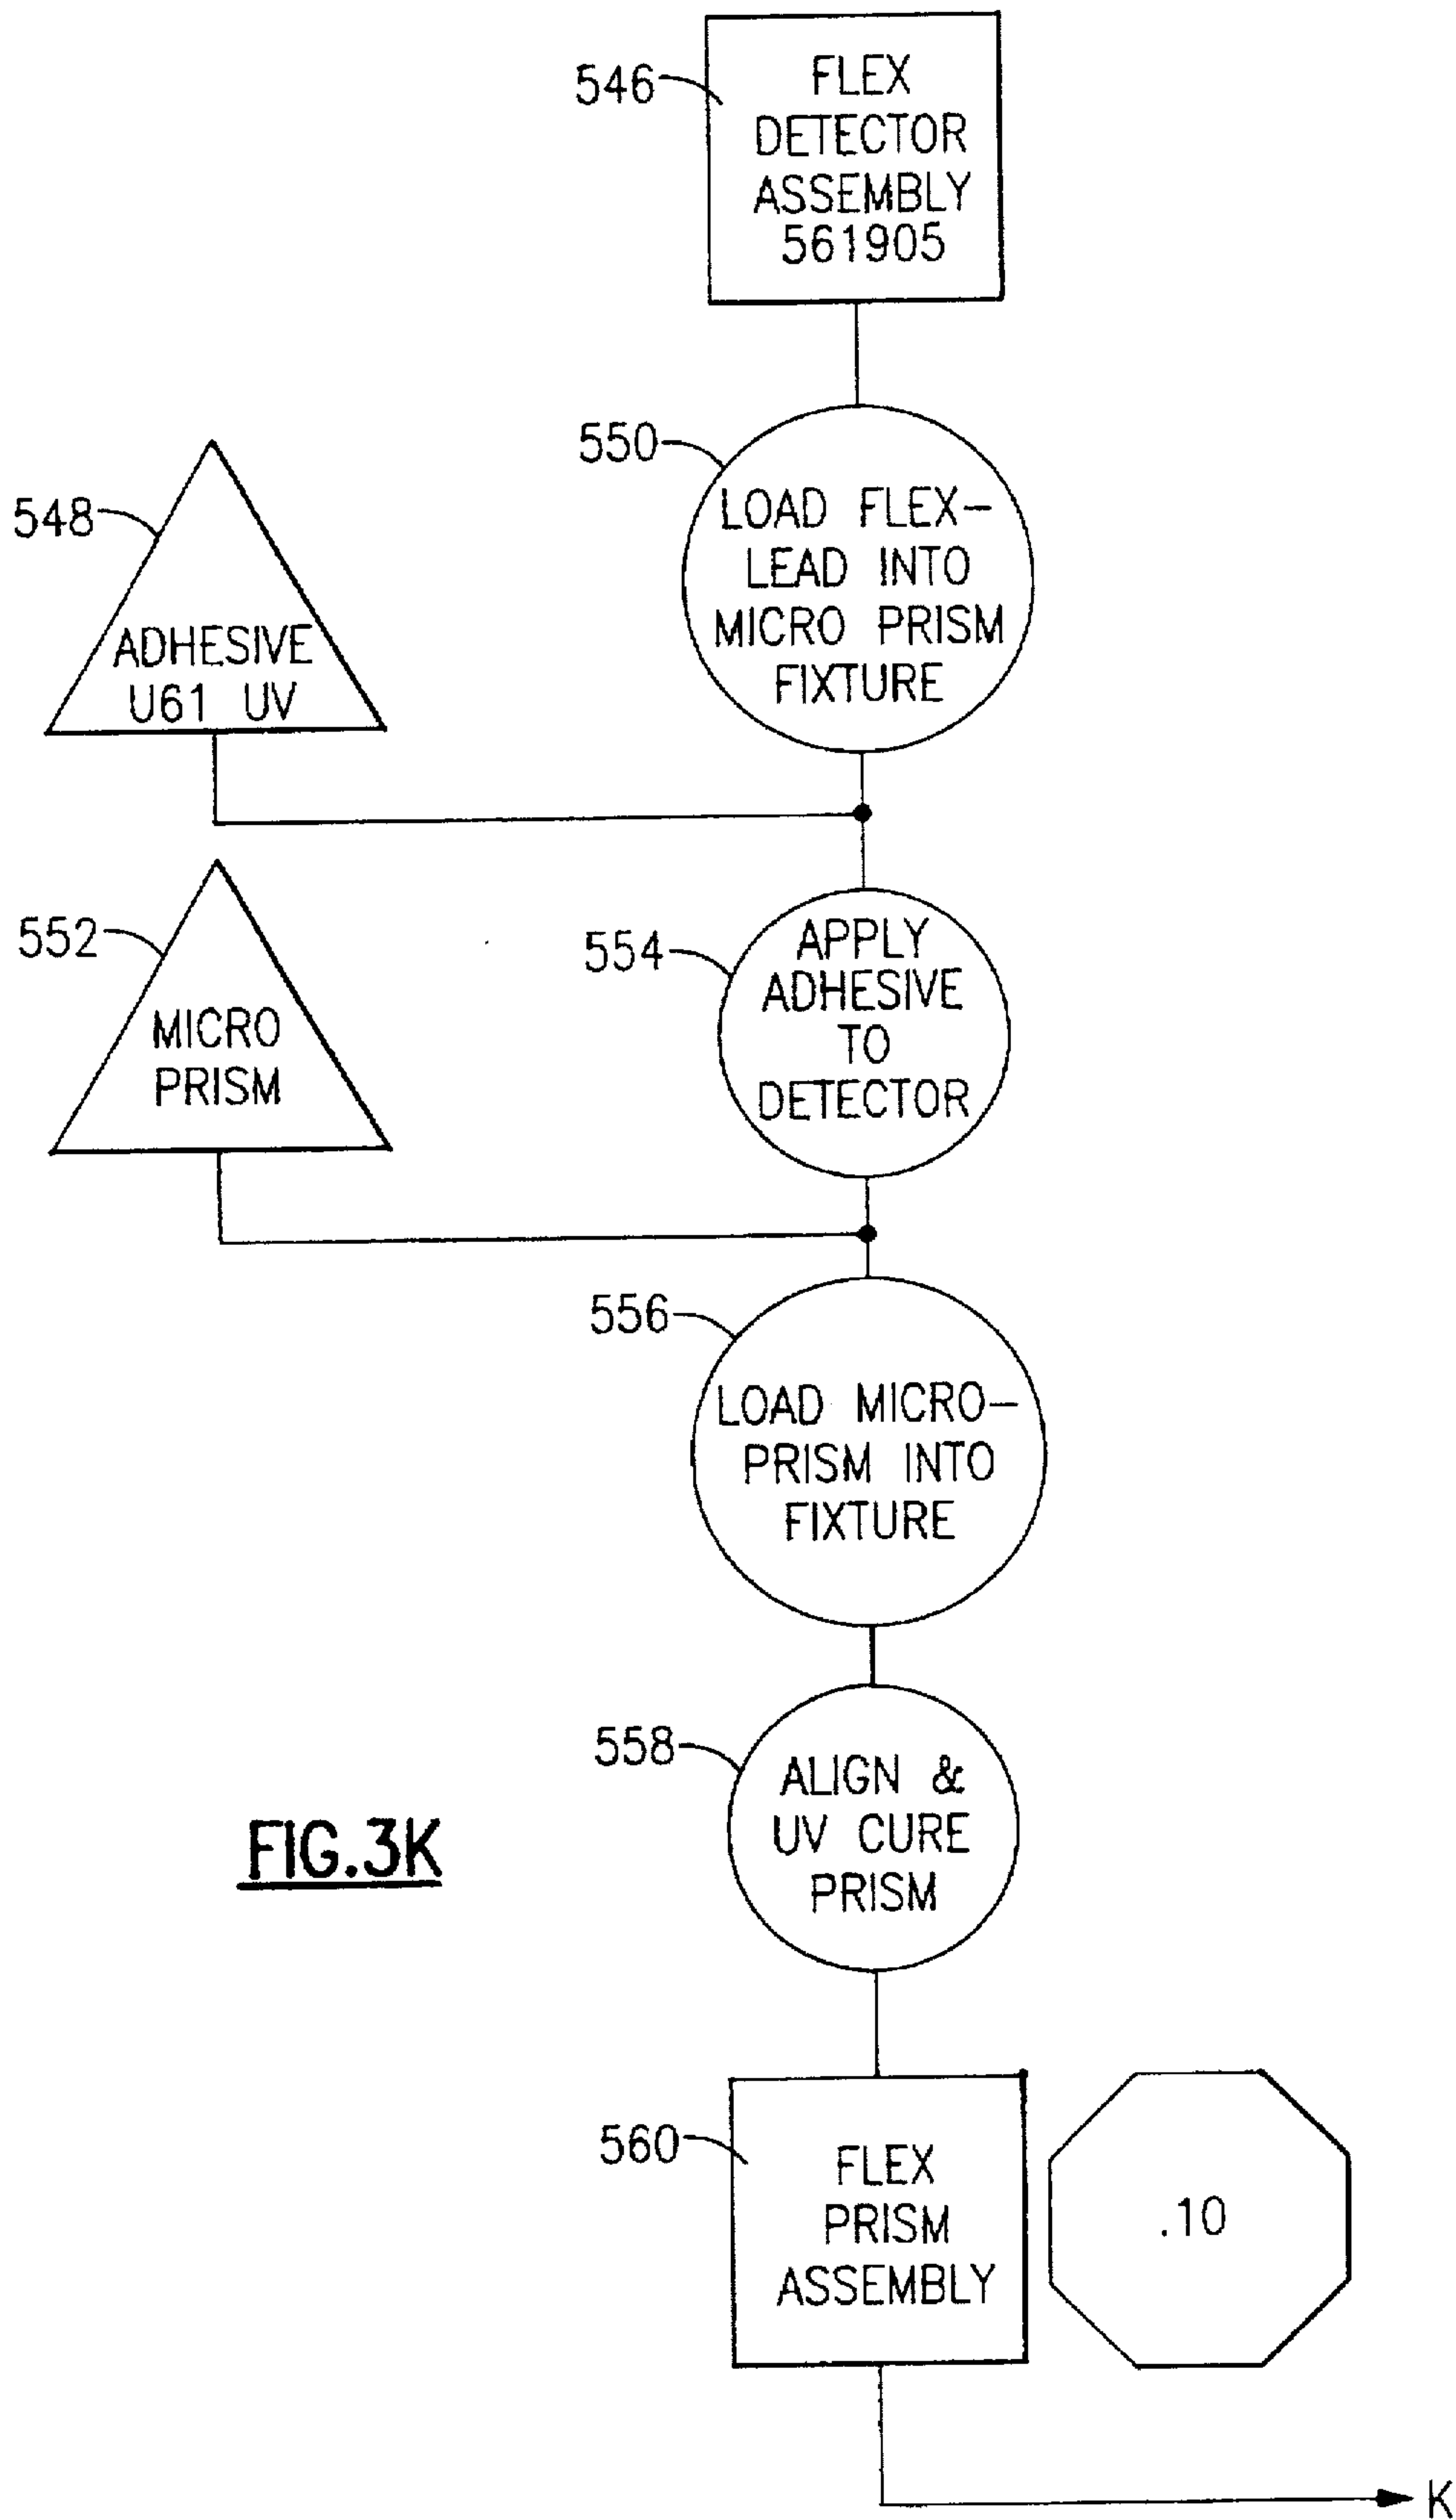 546
FLEX
DETECTOR
ASSEMBLY
561905
550
LOAD FLEX-
LEAD INTO
MICRO PRISM
FIXTURE
548
ADHESIVE
U61 UV
552
MICRO
PRISM
554
APPLY
ADHESIVE
TO
DETECTOR
556
LOAD MICRO-
PRISM INTO
FIXTURE
558
ALIGN &
UV CURE
PRISM
FIG.3K
560
FLEX
PRISM
ASSEMBLY
.10
K